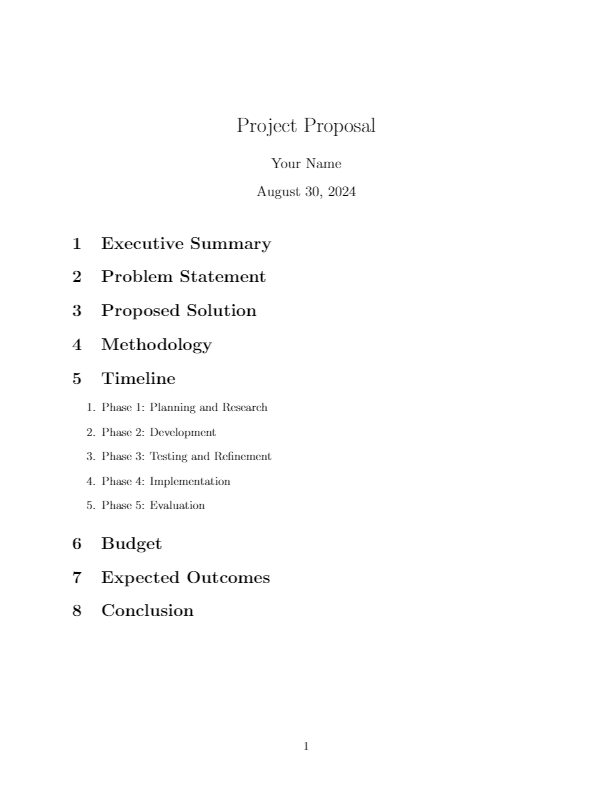 Project Proposal
Your Name
August 30, 2024
1 Executive Summary
2 Problem Statement
3 Proposed Solution
4 Methodology
5 Timeline
1. Phase 1: Planning and Research
2. Phase 2: Development
3. Phase 3: Testing and Refinement
4. Phase 4: Implementation
5. Phase 5: Evaluation
6 Budget
7 Expected Outcomes
8 Conclusion
1